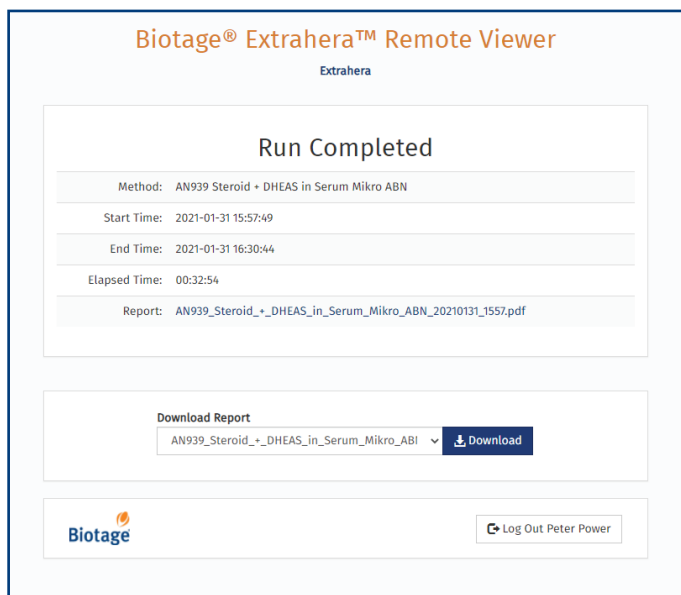 Biotage® Extrahera™ Remote Viewer
Extrahera
Run Completed
Method: AN939 Steroid + DHEAS in Serum Mikro ABN
Start Time: 2021-01-31 15:57:49
End Time: 2021-01-31 16:30:44
Elapsed Time: 00:32:54
Report: AN939_Steroid_+_DHEAS_in_Serum_Mikro_ABN_20210131_1557.pdf
Download Report
AN939_Steroid_+_DHEAS_in_Serum_Mikro_ABI Download
Biotage Log Out Peter Power